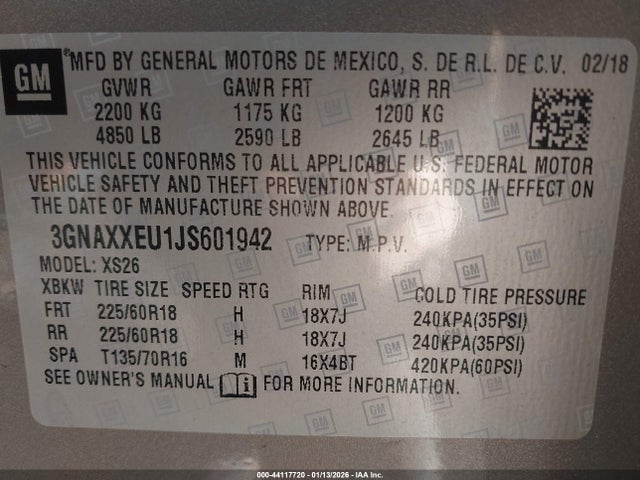 GM MFD BY GENERAL MOTORS DE MEXICO, S. DE R.L. DE C.V. 02/18
GVWR GAWR FRT GAWR RR
2200 KG 1175 KG 1200 KG
4850 LB 2590 LB 2645 LB
THIS VEHICLE CONFORMS TO ALL APPLICABLE U.S. FEDERAL MOTOR
VEHICLE SAFETY AND THEFT PREVENTION STANDARDS IN EFFECT ON
THE DATE OF MANUFACTURE SHOWN ABOVE.
3GNAXXEU1JS601942 TYPE: M.P.V.
MODEL: XS26
XBKW TIRE SIZE SPEED RTG RIM COLD TIRE PRESSURE
FRT 225/60R18 H 18X7J 240KPA(35PSI)
RR 225/60R18 H 18X7J 240KPA(35PSI)
SPA T135/70R16 M 16X4BT 420KPA(60PSI)
SEE OWNER'S MANUAL FOR MORE INFORMATION.
000-44117720 - 01/13/2026 - IAA Inc.